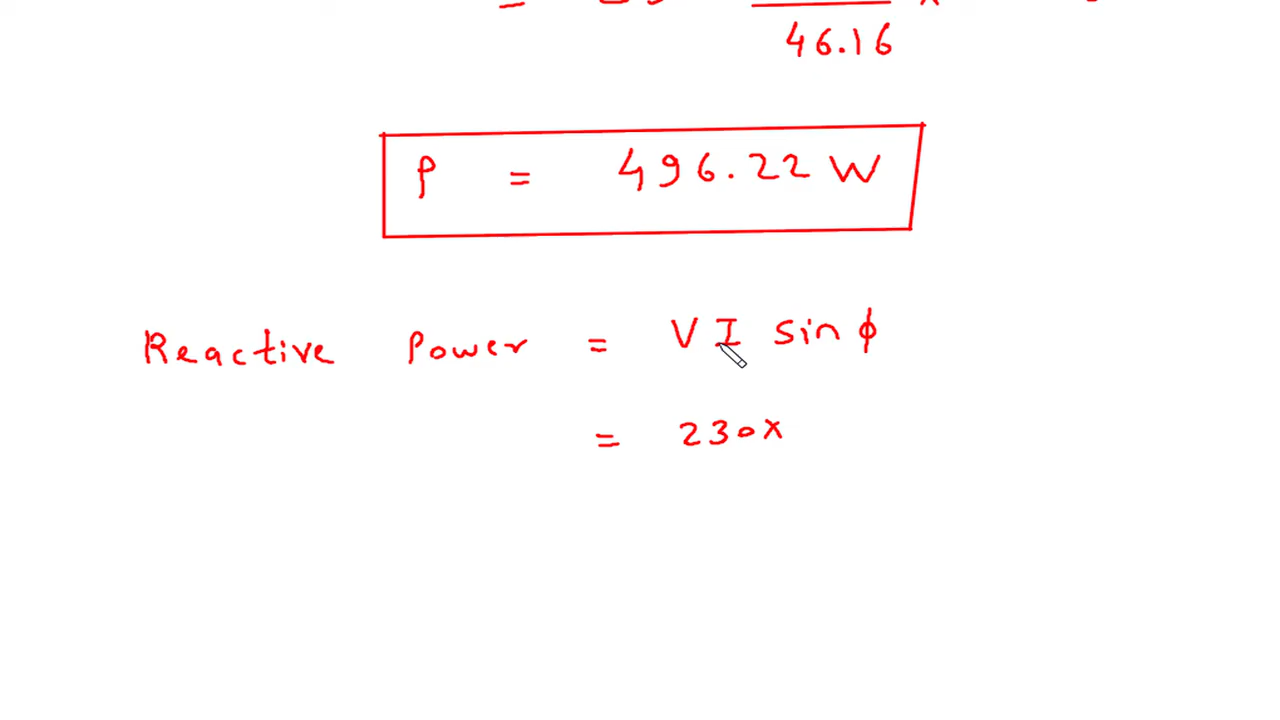 46.16
P = 496.22 W
Reactive Power = V I sin ϕ
= 230x